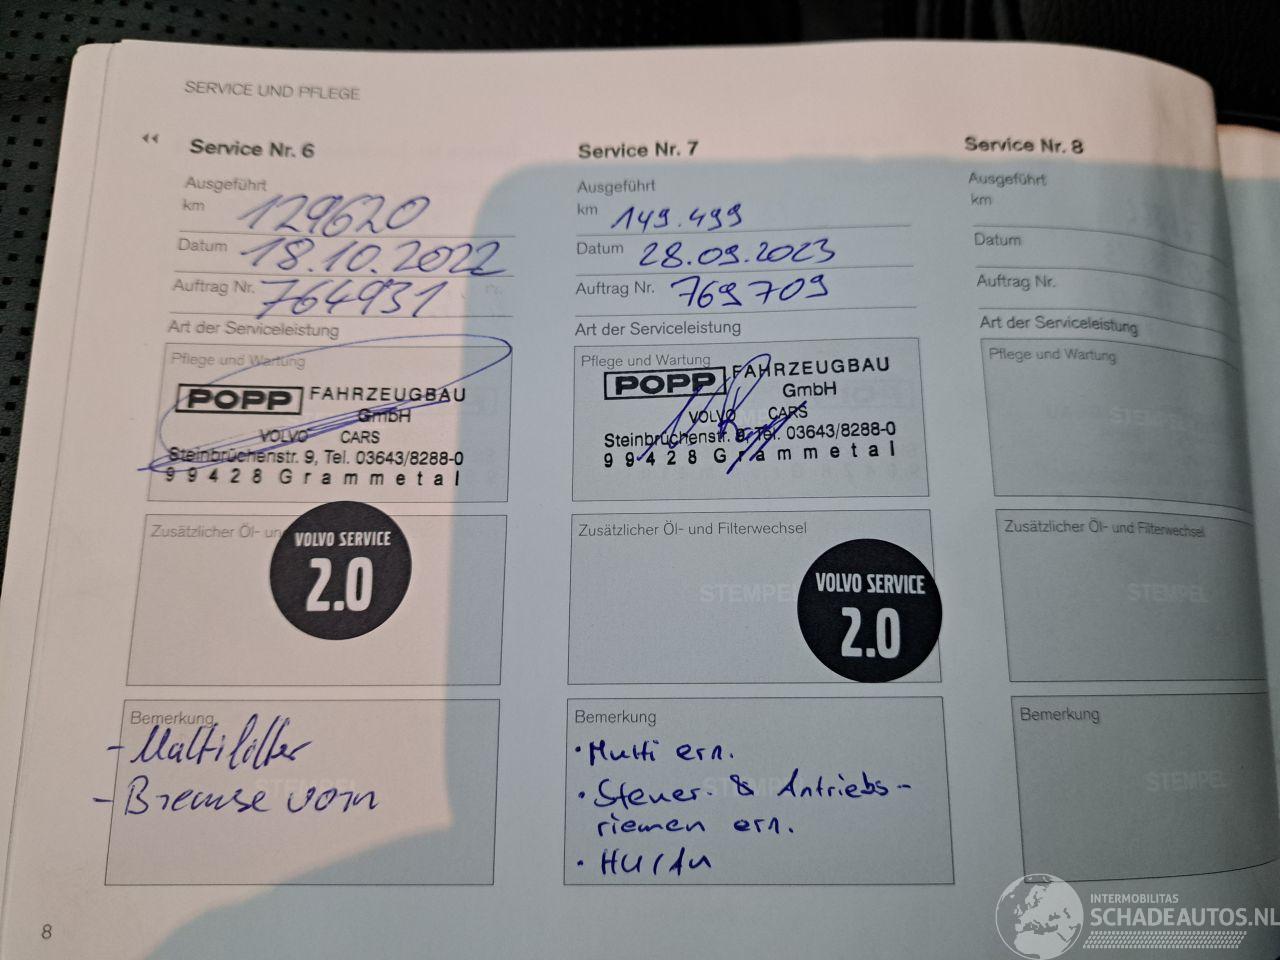 SERVICE UND PFLEGE
Service Nr. 6
Ausgeführt
km 129620
Datum 18.10.2022
Auftrag Nr. 764931
Art der Serviceleistung
Pflege und Wartung
POPP FAHRZEUGBAU
GmbH
VOLVO CARS
Steinbrüchenstr. 9, Tel. 03643/8288-0
99428 Grammetal
Zusätzlicher Öl- un
VOLVO SERVICE
2.0
Bemerkung
- Multifilter
STEMPEL
- Bremse vorn
Service Nr. 7
Ausgeführt
km 149.499
Datum 28.09.2023
Auftrag Nr. 769709
Art der Serviceleistung
Pflege und Wartung
POPP FAHRZEUGBAU
GmbH
VOLVO CARS
Steinbrüchenstr. 9, Tel. 03643/8288-0
99428 Grammetal
Zusätzlicher Öl- und Filterwechsel
STEMPEL
VOLVO SERVICE
2.0
Bemerkung
· Multi ern.
· Steuer- & Antriebs-
riemen ern.
· HU/AU
Service Nr. 8
Ausgeführt
km
Datum
Auftrag Nr.
Art der Serviceleistung
Pflege und Wartung
Zusätzlicher Öl- und Filterwechsel
STEMPEL
Bemerkung
STEMPEL
8
INTERMOBILITAS
SCHADEAUTOS.NL